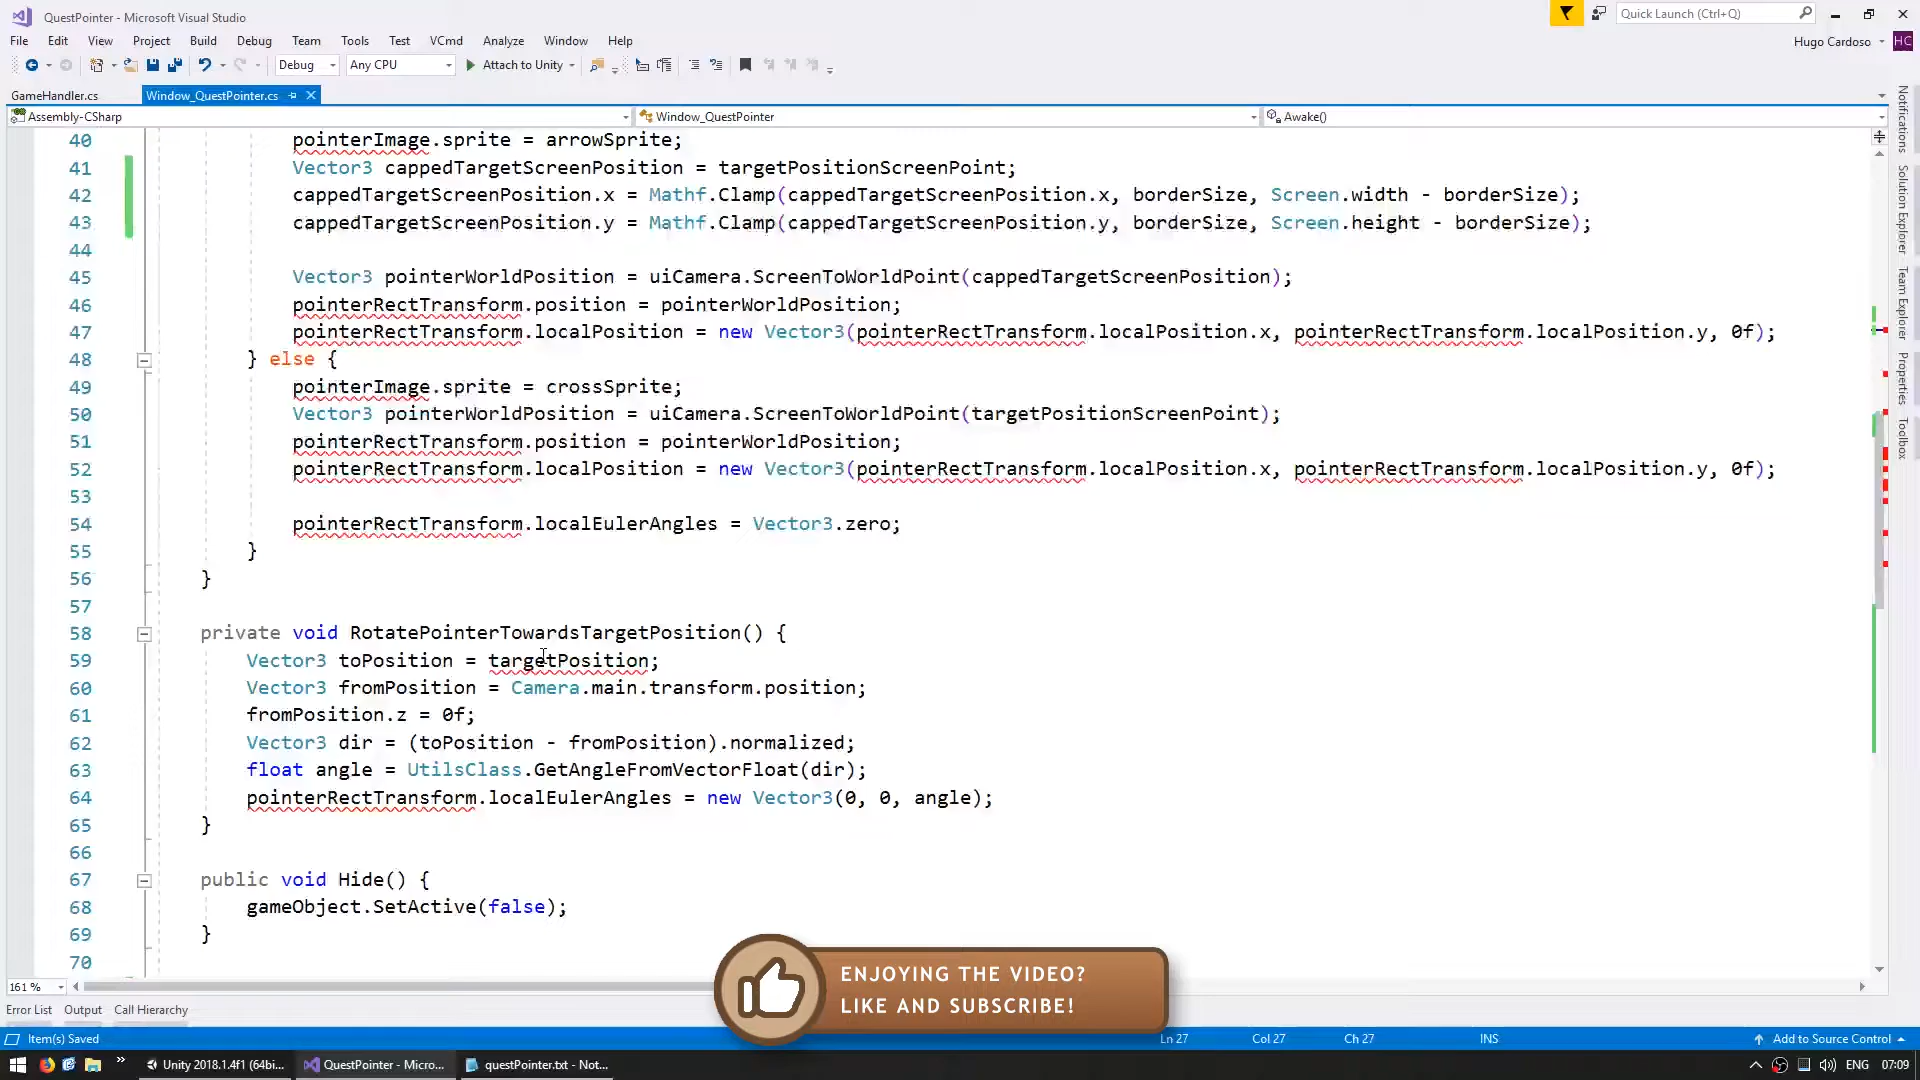 QuestPointer - Microsoft Visual Studio
Quick Launch (Ctrl+Q)
File Edit View Project Build Debug Team Tools Test VCmd Analyze Window Help
Hugo Cardoso HC
Debug Any CPU Attach to Unity
GameHandler.cs Window_QuestPointer.cs
Assembly-CSharp Window_QuestPointer Awake()
40 pointerImage.sprite = arrowSprite;
41 Vector3 cappedTargetScreenPosition = targetPositionScreenPoint;
42 cappedTargetScreenPosition.x = Mathf.Clamp(cappedTargetScreenPosition.x, borderSize, Screen.width - borderSize);
43 cappedTargetScreenPosition.y = Mathf.Clamp(cappedTargetScreenPosition.y, borderSize, Screen.height - borderSize);
44
45 Vector3 pointerWorldPosition = uiCamera.ScreenToWorldPoint(cappedTargetScreenPosition);
46 pointerRectTransform.position = pointerWorldPosition;
47 pointerRectTransform.localPosition = new Vector3(pointerRectTransform.localPosition.x, pointerRectTransform.localPosition.y, 0f);
48 } else {
49 pointerImage.sprite = crossSprite;
50 Vector3 pointerWorldPosition = uiCamera.ScreenToWorldPoint(targetPositionScreenPoint);
51 pointerRectTransform.position = pointerWorldPosition;
52 pointerRectTransform.localPosition = new Vector3(pointerRectTransform.localPosition.x, pointerRectTransform.localPosition.y, 0f);
53
54 pointerRectTransform.localEulerAngles = Vector3.zero;
55 }
56 }
57
58 private void RotatePointerTowardsTargetPosition() {
59 Vector3 toPosition = targetPosition;
60 Vector3 fromPosition = Camera.main.transform.position;
61 fromPosition.z = 0f;
62 Vector3 dir = (toPosition - fromPosition).normalized;
63 float angle = UtilsClass.GetAngleFromVectorFloat(dir);
64 pointerRectTransform.localEulerAngles = new Vector3(0, 0, angle);
65 }
66
67 public void Hide() {
68 gameObject.SetActive(false);
69 }
70
Notifications
Solution Explorer
Team Explorer
Properties
Toolbox
ENJOYING THE VIDEO?
LIKE AND SUBSCRIBE!
161 %
Error List Output Call Hierarchy
Item(s) Saved Ln 27 Col 27 Ch 27 INS Add to Source Control
Unity 2018.1.4f1 (64bi... QuestPointer - Micro... questPointer.txt - Not... ENG 07:09